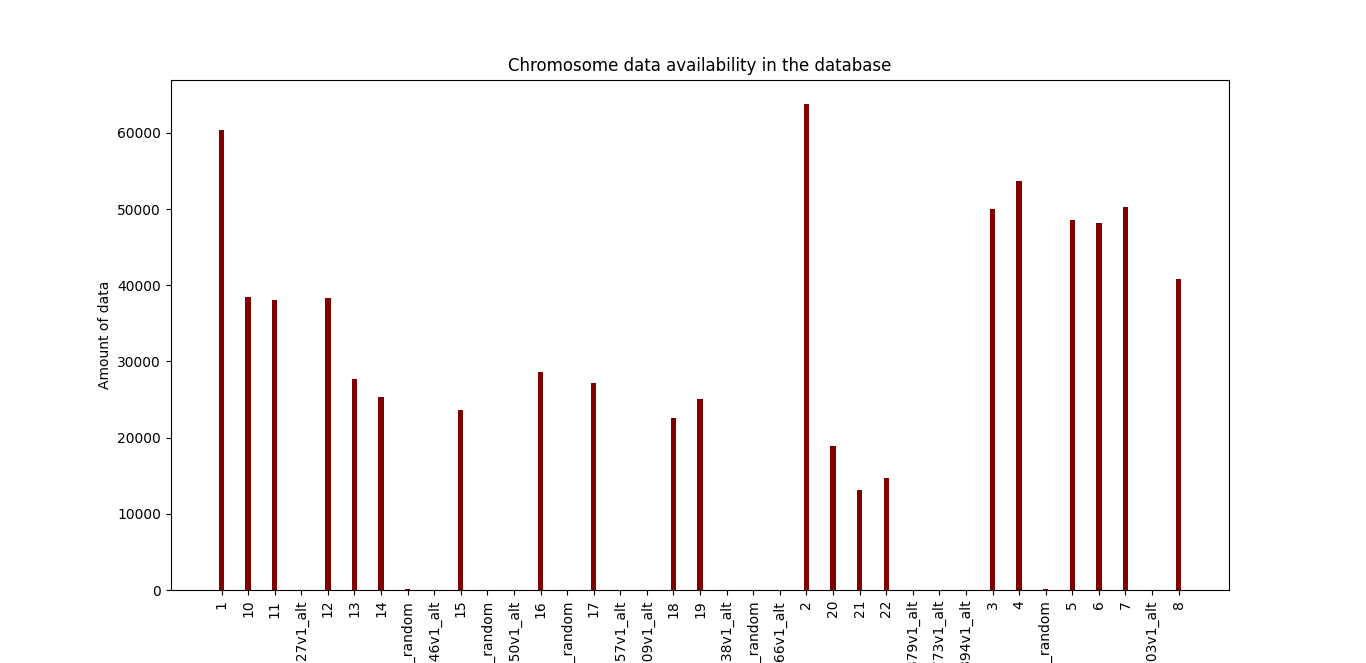 Chromosome data availability in the database
Amount of data
60000
50000
40000
30000
20000
10000
0
1
10
11
27v1_alt
12
13
14
_random
46v1_alt
15
_random
50v1_alt
16
_random
17
57v1_alt
09v1_alt
18
19
38v1_alt
_random
66v1_alt
2
20
21
22
379v1_alt
73v1_alt
394v1_alt
3
4
_random
5
6
7
03v1_alt
8